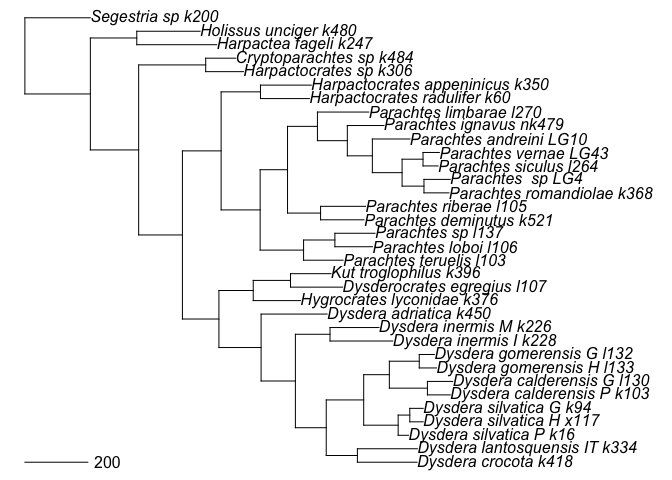 Segestria sp k200
Holissus unciger k480
Harpactea fageli k247
Cryptoparachtes sp k484
Harpactocrates sp k306
Harpactocrates appeninicus k350
Harpactocrates radulifer k60
Parachtes limbarae l270
Parachtes ignavus nk479
Parachtes andreini LG10
Parachtes vernae LG43
Parachtes siculus l264
Parachtes  sp LG4
Parachtes romandiolae k368
Parachtes riberae l105
Parachtes deminutus k521
Parachtes sp l137
Parachtes loboi l106
Parachtes teruelis l103
Kut troglophilus k396
Dysderocrates egregius l107
Hygrocrates lyconidae k376
Dysdera adriatica k450
Dysdera inermis M k226
Dysdera inermis I k228
Dysdera gomerensis G l132
Dysdera gomerensis H l133
Dysdera calderensis G l130
Dysdera calderensis P k103
Dysdera silvatica G k94
Dysdera silvatica H x117
Dysdera silvatica P k16
Dysdera lantosquensis IT k334
Dysdera crocota k418
200